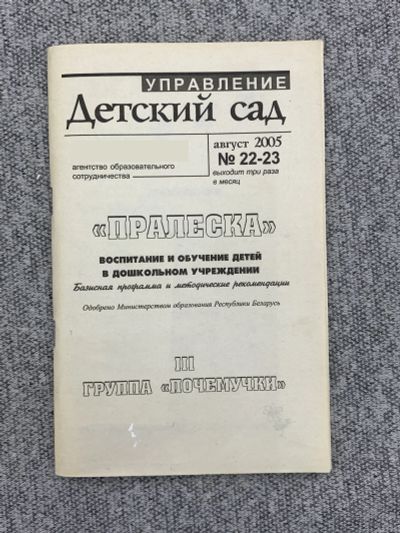 УПРАВЛЕНИЕ
Детский сад
август 2005
№ 22-23
выходит три раза
в месяц
агентство образовательного
сотрудничества
«ПРАЛЕСКА»
ВОСПИТАНИЕ И ОБУЧЕНИЕ ДЕТЕЙ
В ДОШКОЛЬНОМ УЧРЕЖДЕНИИ
Базисная программа и методические рекомендации
Одобрено Министерством образования Республики Беларусь
III
ГРУППА «ПОЧЕМУЧКИ»